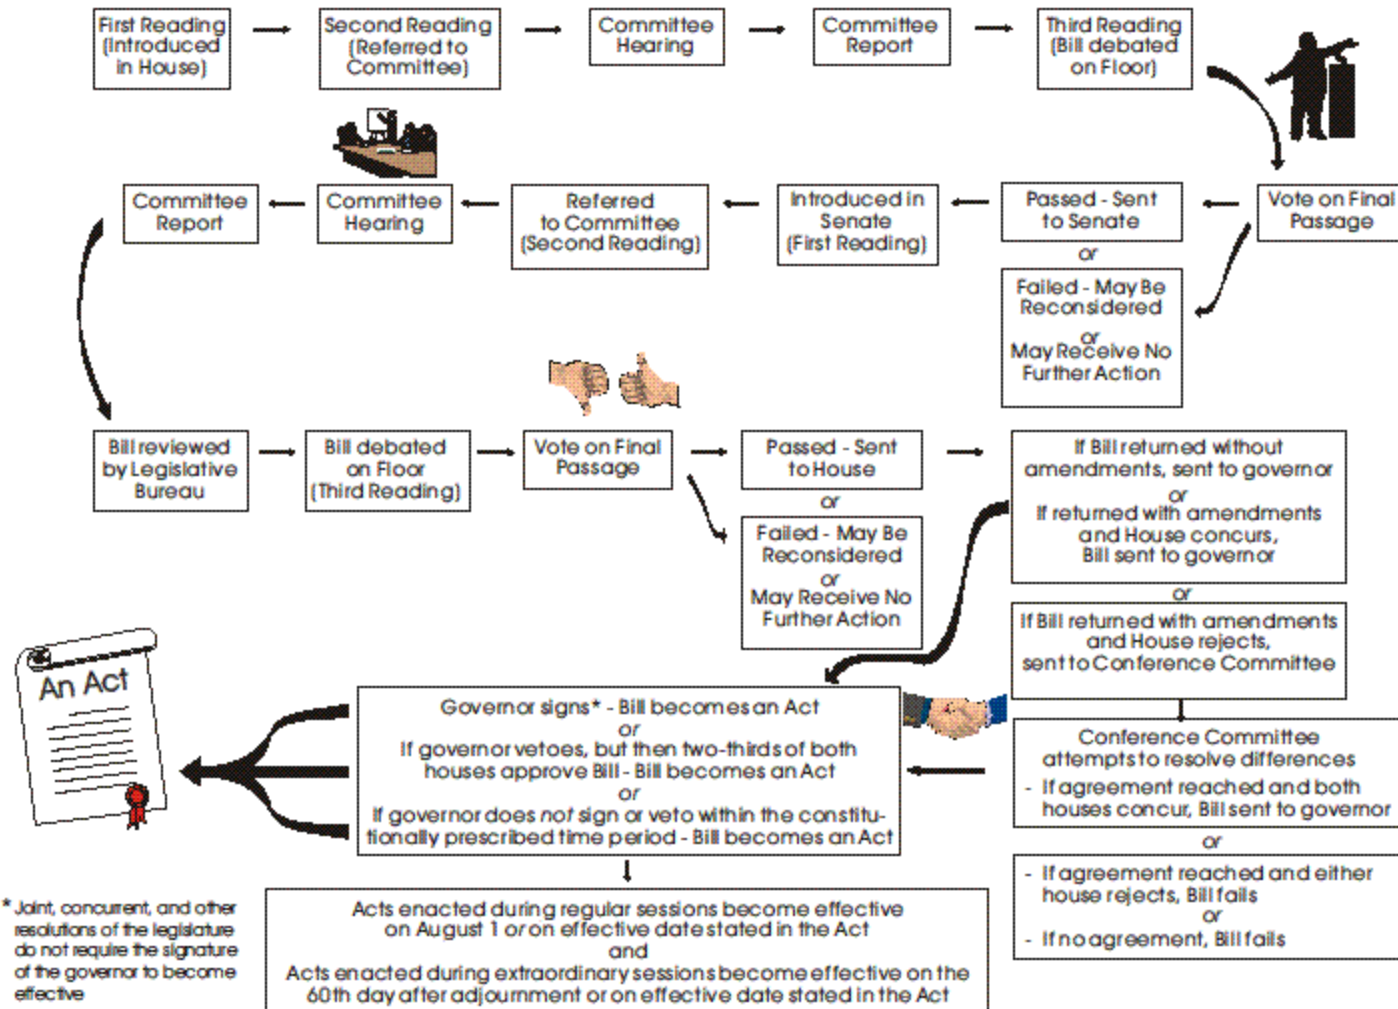 First Reading
(Introduced
in House)
Second Reading
(Referred to
Committee)
Committee
Hearing
Committee
Report
Third Reading
(Bill debated
on Floor)
Vote on Final
Passage
Passed - Sent
to Senate
or
Failed - May Be
Reconsidered
or
May Receive No
Further Action
Introduced in
Senate
(First Reading)
Referred
to Committee
(Second Reading)
Committee
Hearing
Committee
Report
Bill reviewed
by Legislative
Bureau
Bill debated
on Floor
(Third Reading)
Vote on Final
Passage
Passed - Sent
to House
or
Failed - May Be
Reconsidered
or
May Receive No
Further Action
If Bill returned without
amendments, sent to governor
or
If returned with amendments
and House concurs,
Bill sent to governor
or
If Bill returned with amendments
and House rejects,
sent to Conference Committee
Conference Committee
attempts to resolve differences
- If agreement reached and both
houses concur, Bill sent to governor
or
- If agreement reached and either
house rejects, Bill fails
or
- If no agreement, Bill fails
Governor signs* - Bill becomes an Act
or
If governor vetoes, but then two-thirds of both
houses approve Bill - Bill becomes an Act
or
If governor does not sign or veto within the constitu-
tionally prescribed time period - Bill becomes an Act
An Act
Acts enacted during regular sessions become effective
on August 1 or on effective date stated in the Act
and
Acts enacted during extraordinary sessions become effective on the
60th day after adjournment or on effective date stated in the Act
* Joint, concurrent, and other
resolutions of the legislature
do not require the signature
of the governor to become
effective